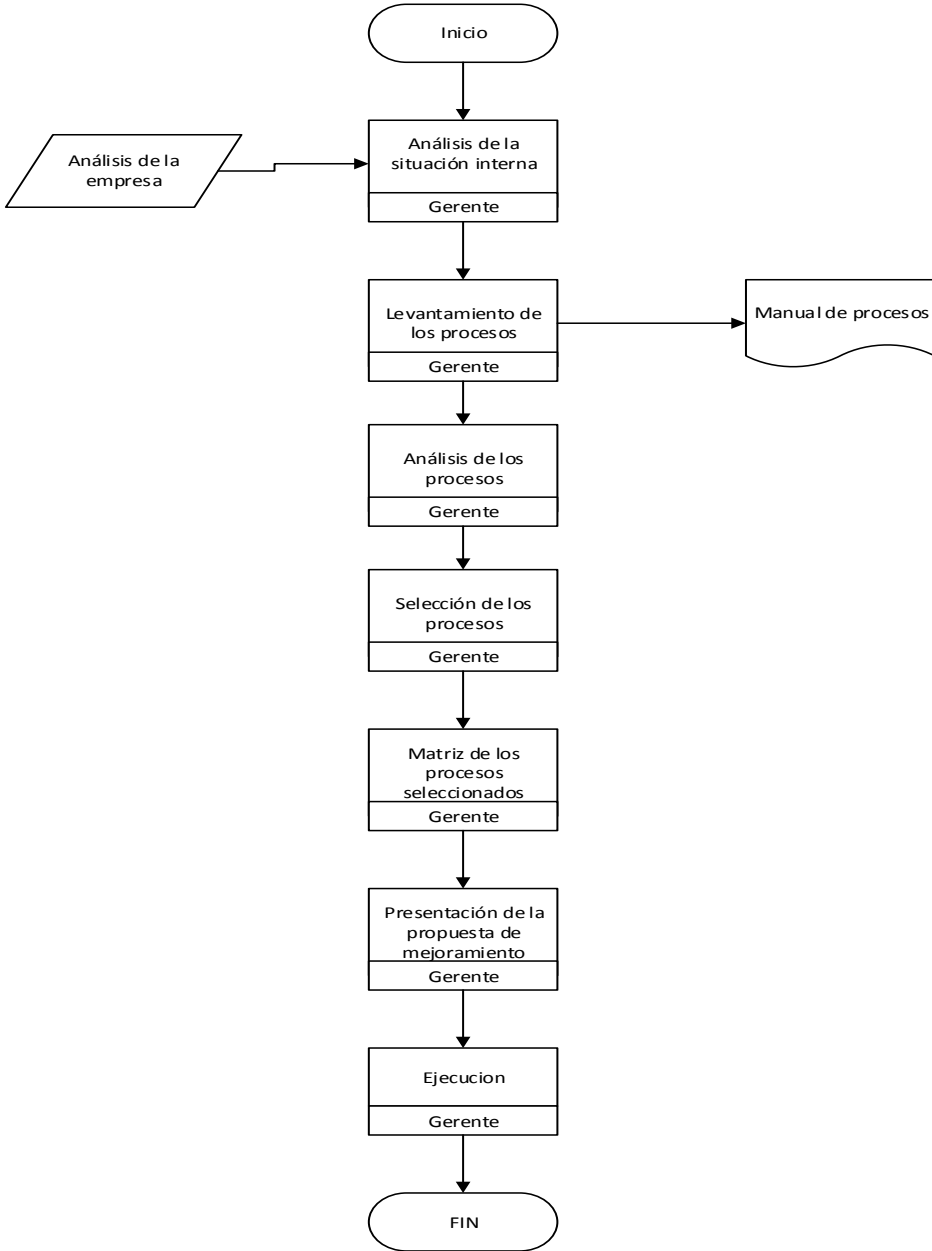 Inicio
Análisis de la
situación interna
Gerente
Análisis de la
empresa
Levantamiento de
los procesos
Gerente
Manual de procesos
Análisis de los
procesos
Gerente
Selección de los
procesos
Gerente
Matriz de los
procesos
seleccionados
Gerente
Presentación de la
propuesta de
mejoramiento
Gerente
Ejecucion
Gerente
FIN